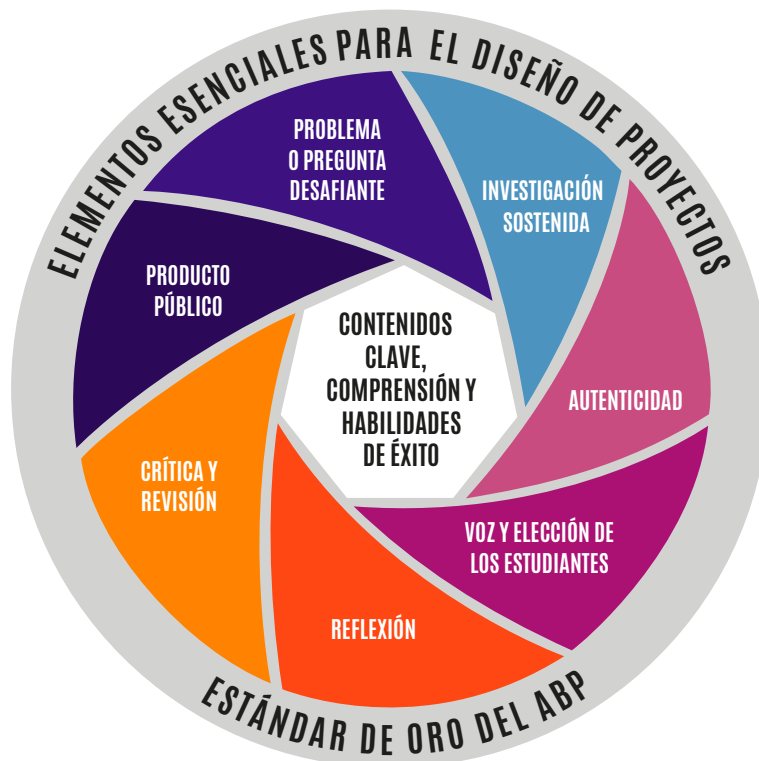 ELEMENTOS ESENCIALES PARA EL DISEÑO DE PROYECTOS
PROBLEMA
O PREGUNTA
DESAFIANTE
INVESTIGACIÓN
SOSTENIDA
AUTENTICIDAD
VOZ Y ELECCIÓN DE
LOS ESTUDIANTES
REFLEXIÓN
CRÍTICA Y
REVISIÓN
PRODUCTO
PÚBLICO
CONTENIDOS
CLAVE,
COMPRENSIÓN Y
HABILIDADES
DE ÉXITO
ESTÁNDAR DE ORO DEL ABP